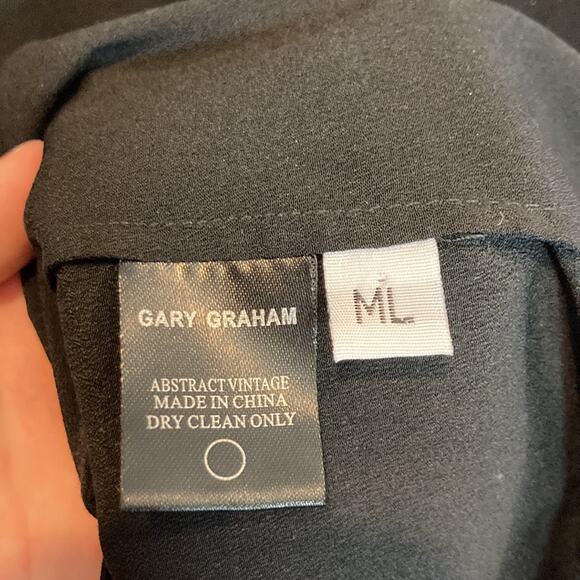 GARY GRAHAM
ABSTRACT VINTAGE
MADE IN CHINA
DRY CLEAN ONLY
ML